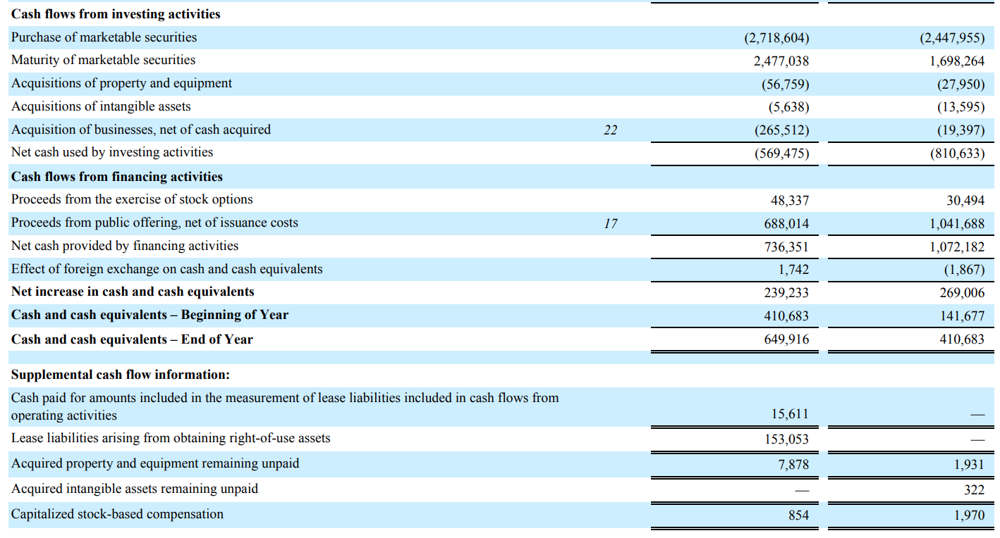 Cash flows from investing activities
Purchase of marketable securities (2,718,604) (2,447,955)
Maturity of marketable securities 2,477,038 1,698,264
Acquisitions of property and equipment (56,759) (27,950)
Acquisitions of intangible assets (5,638) (13,595)
Acquisition of businesses, net of cash acquired 22 (265,512) (19,397)
Net cash used by investing activities (569,475) (810,633)
Cash flows from financing activities
Proceeds from the exercise of stock options 48,337 30,494
Proceeds from public offering, net of issuance costs 17 688,014 1,041,688
Net cash provided by financing activities 736,351 1,072,182
Effect of foreign exchange on cash and cash equivalents 1,742 (1,867)
Net increase in cash and cash equivalents 239,233 269,006
Cash and cash equivalents – Beginning of Year 410,683 141,677
Cash and cash equivalents – End of Year 649,916 410,683
Supplemental cash flow information:
Cash paid for amounts included in the measurement of lease liabilities included in cash flows from
operating activities 15,611 —
Lease liabilities arising from obtaining right-of-use assets 153,053 —
Acquired property and equipment remaining unpaid 7,878 1,931
Acquired intangible assets remaining unpaid — 322
Capitalized stock-based compensation 854 1,970